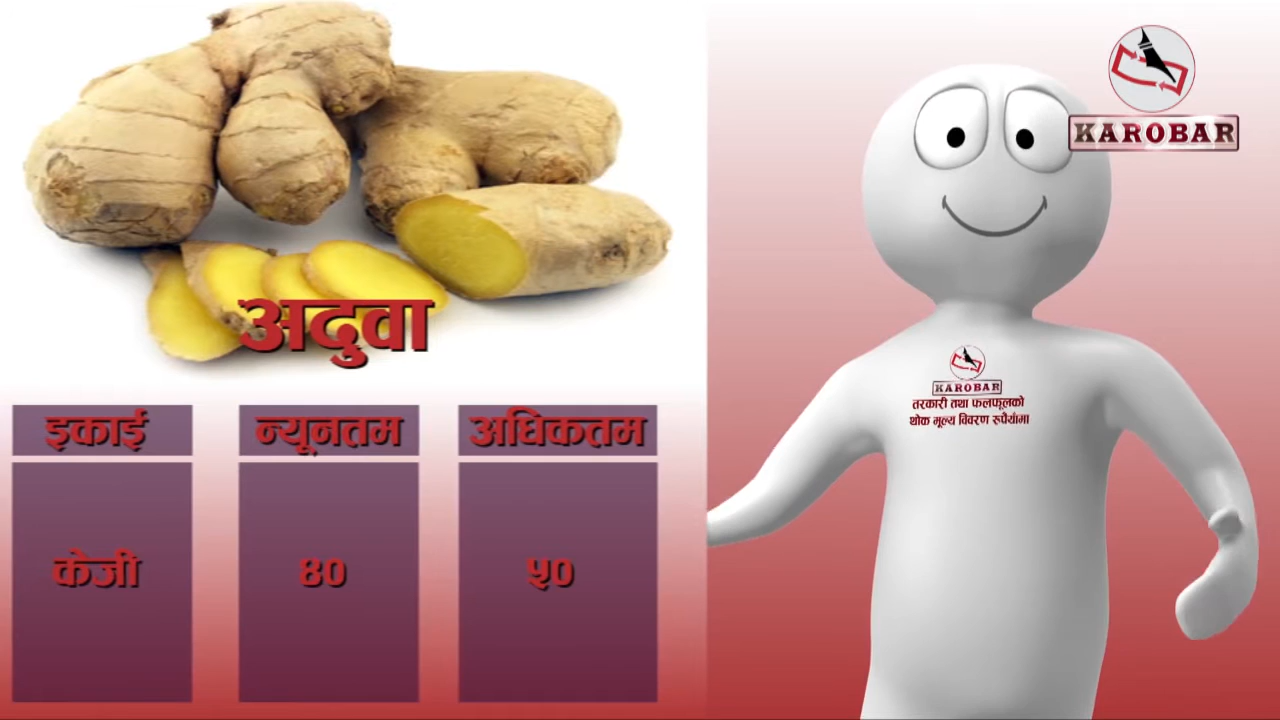 KAROBAR
अदुवा
इकाई न्यूनतम अधिकतम
केजी ४० ५०
KAROBAR
तरकारी तथा फलफूलको
थोक मूल्य विवरण रुपैयाँमा